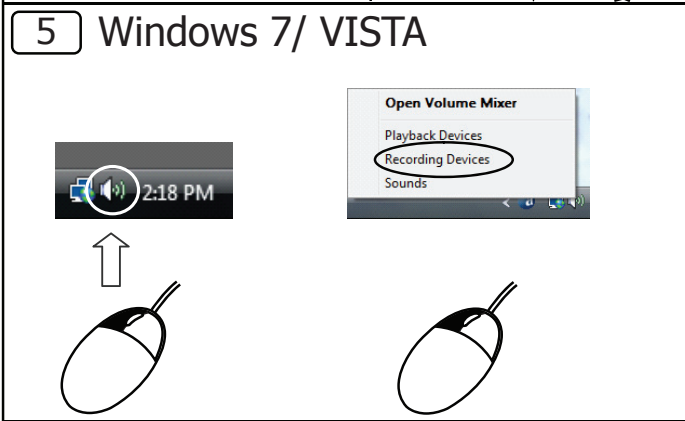 5 Windows 7/ VISTA
2:18 PM
Open Volume Mixer
Playback Devices
Recording Devices
Sounds